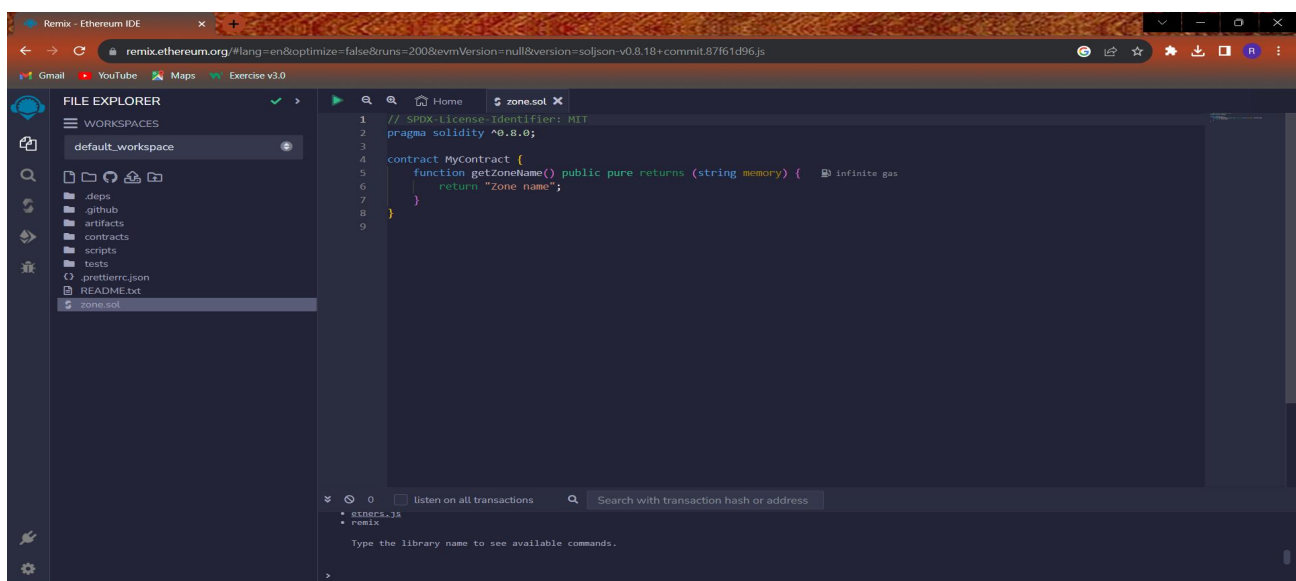 Remix - Ethereum IDE
remix.ethereum.org/#lang=en&optimize=false&runs=200&evmVersion=null&version=soljson-v0.8.18+commit.87f61d96.js
R
Gmail YouTube Maps Exercise v3.0
FILE EXPLORER
WORKSPACES
default_workspace
.deps
.github
artifacts
contracts
scripts
tests
.prettierrc.json
README.txt
zone.sol
Home zone.sol
1 // SPDX-License-Identifier: MIT
2 pragma solidity ^0.8.0;
3
4 contract MyContract {
5 function getZoneName() public pure returns (string memory) { infinite gas
6 return "Zone name";
7 }
8 }
9
0 listen on all transactions Search with transaction hash or address
• ethers.js
• remix
Type the library name to see available commands.
>